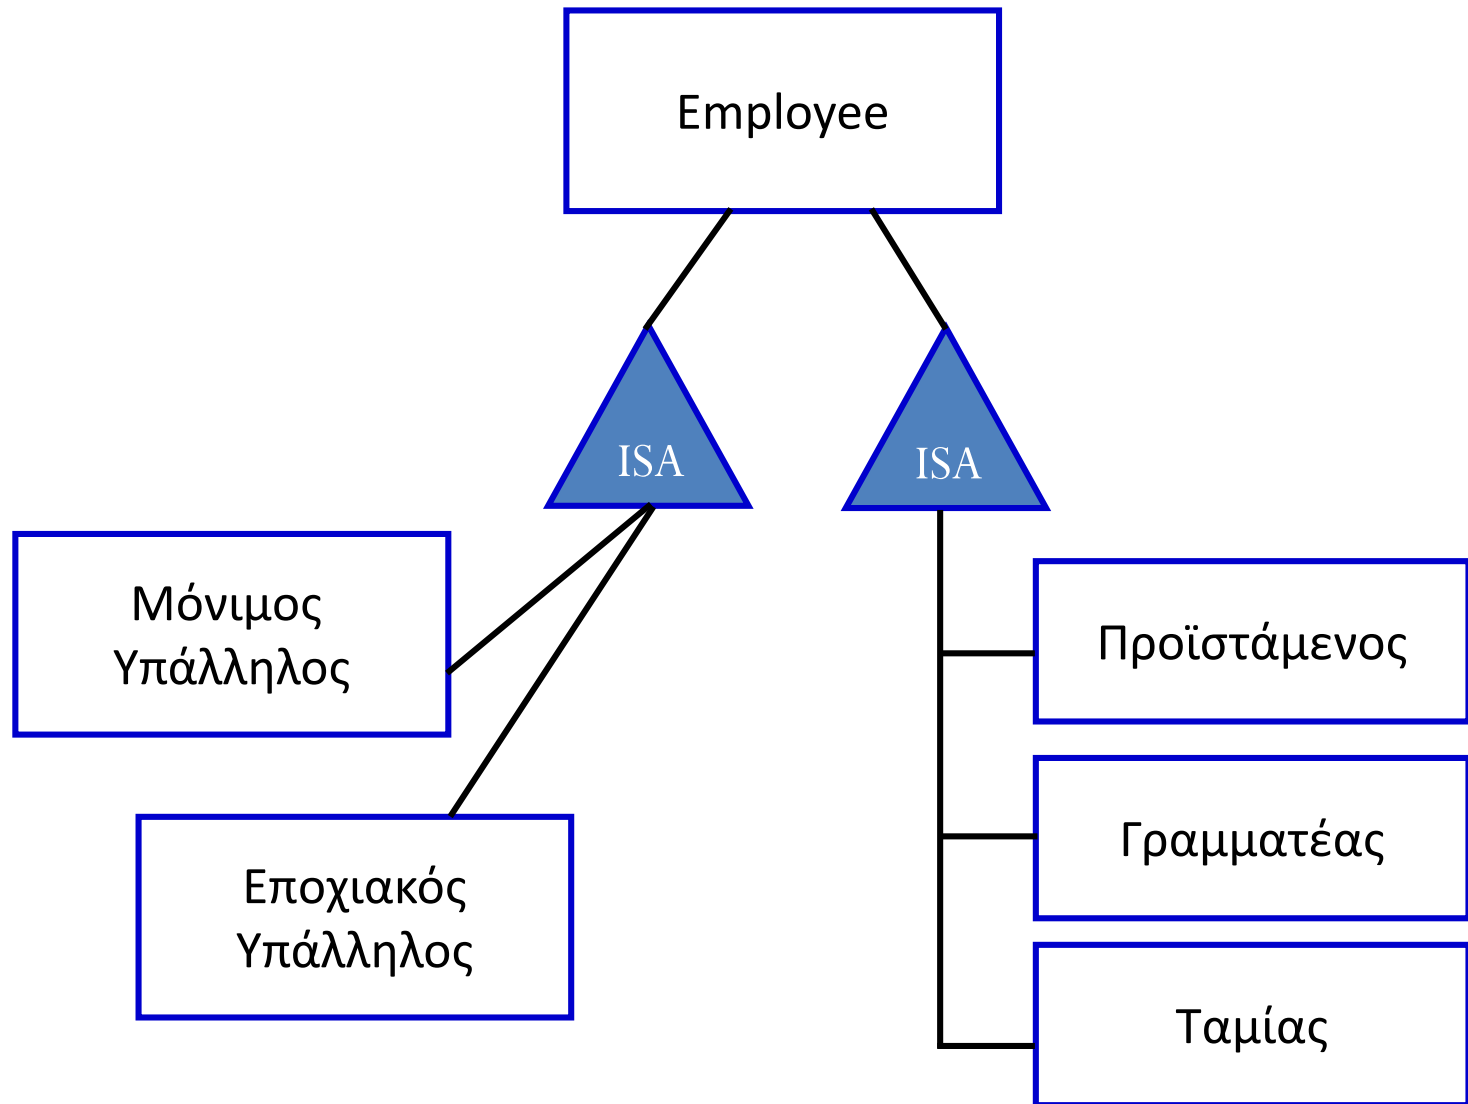 Employee
ISA
ISA
Μόνιμος
Υπάλληλος
Εποχιακός
Υπάλληλος
Προϊστάμενος
Γραμματέας
Ταμίας